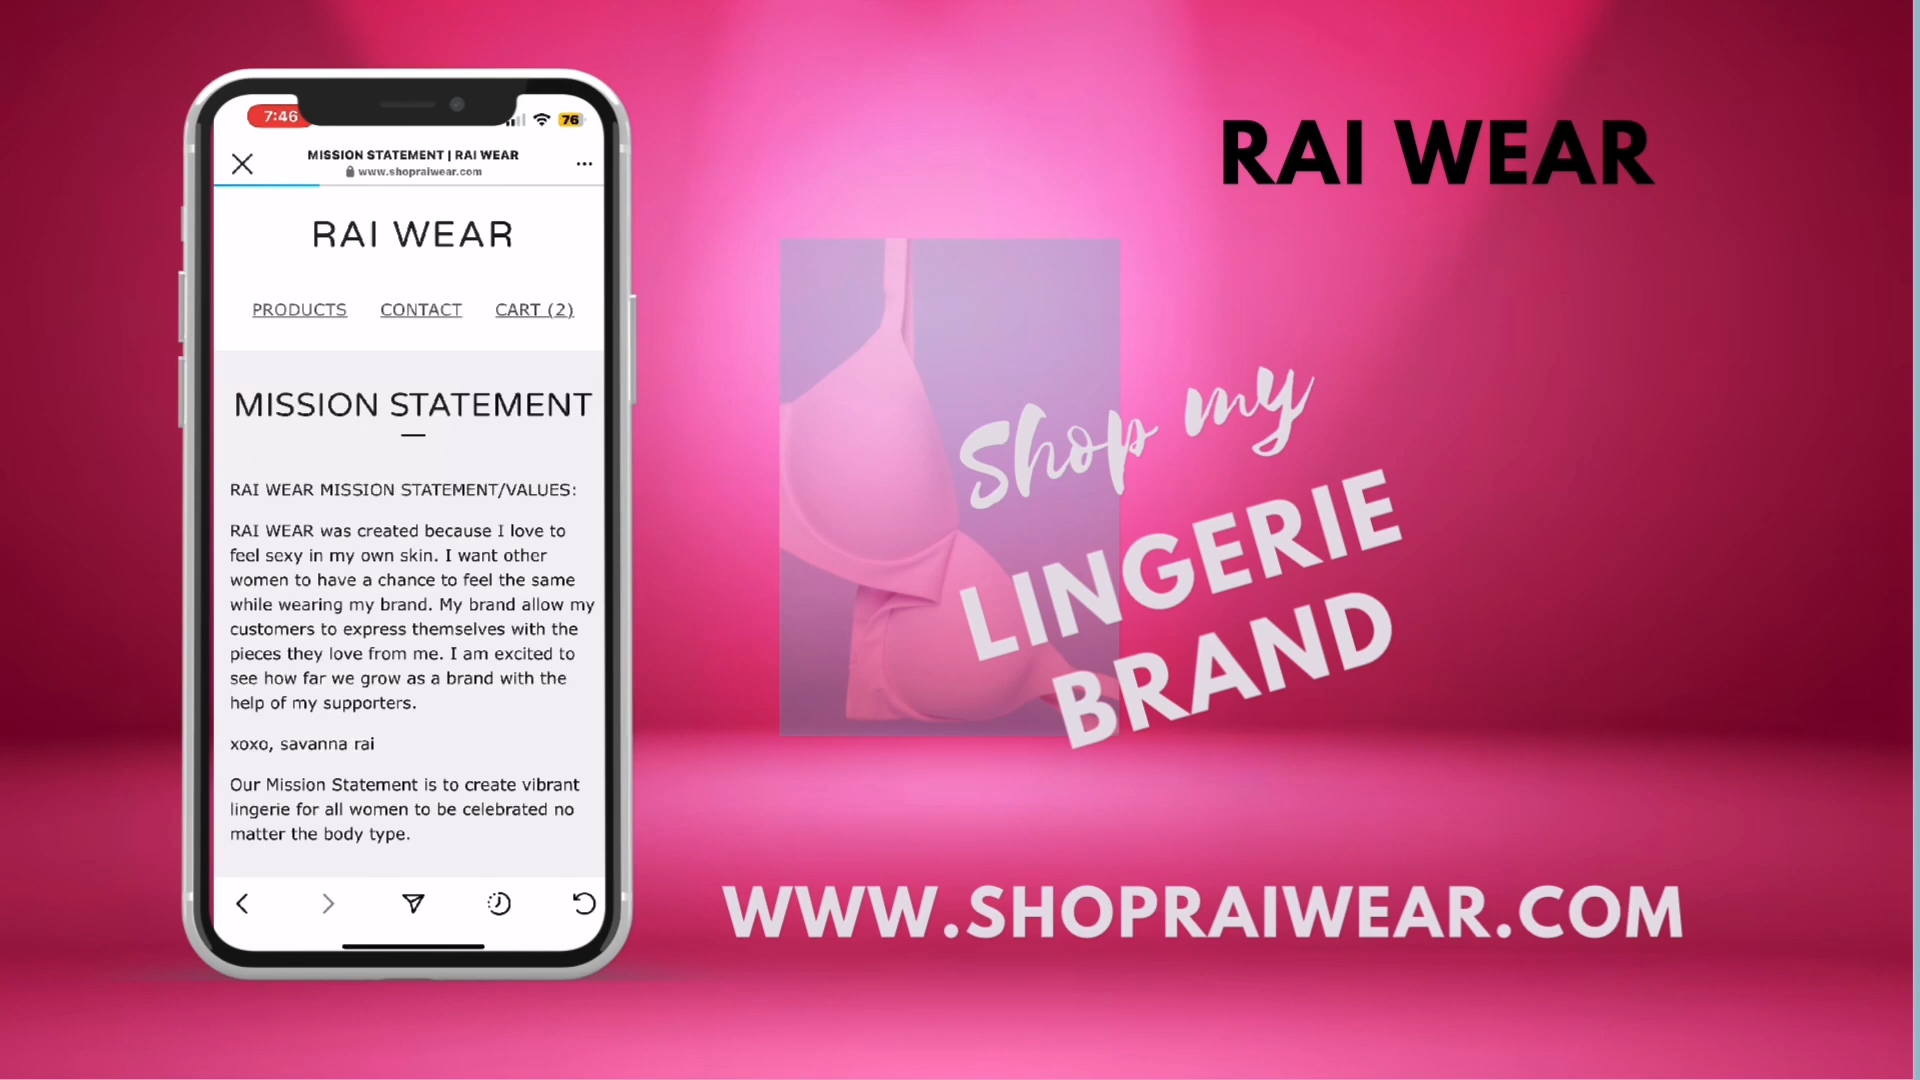 7:46
76
MISSION STATEMENT | RAI WEAR
www.shopraiwear.com
RAI WEAR
PRODUCTS CONTACT CART (2)
MISSION STATEMENT
RAI WEAR MISSION STATEMENT/VALUES:
RAI WEAR was created because I love to
feel sexy in my own skin. I want other
women to have a chance to feel the same
while wearing my brand. My brand allow my
customers to express themselves with the
pieces they love from me. I am excited to
see how far we grow as a brand with the
help of my supporters.
xoxo, savanna rai
Our Mission Statement is to create vibrant
lingerie for all women to be celebrated no
matter the body type.
RAI WEAR
Shop my
LINGERIE
BRAND
WWW.SHOPRAIWEAR.COM